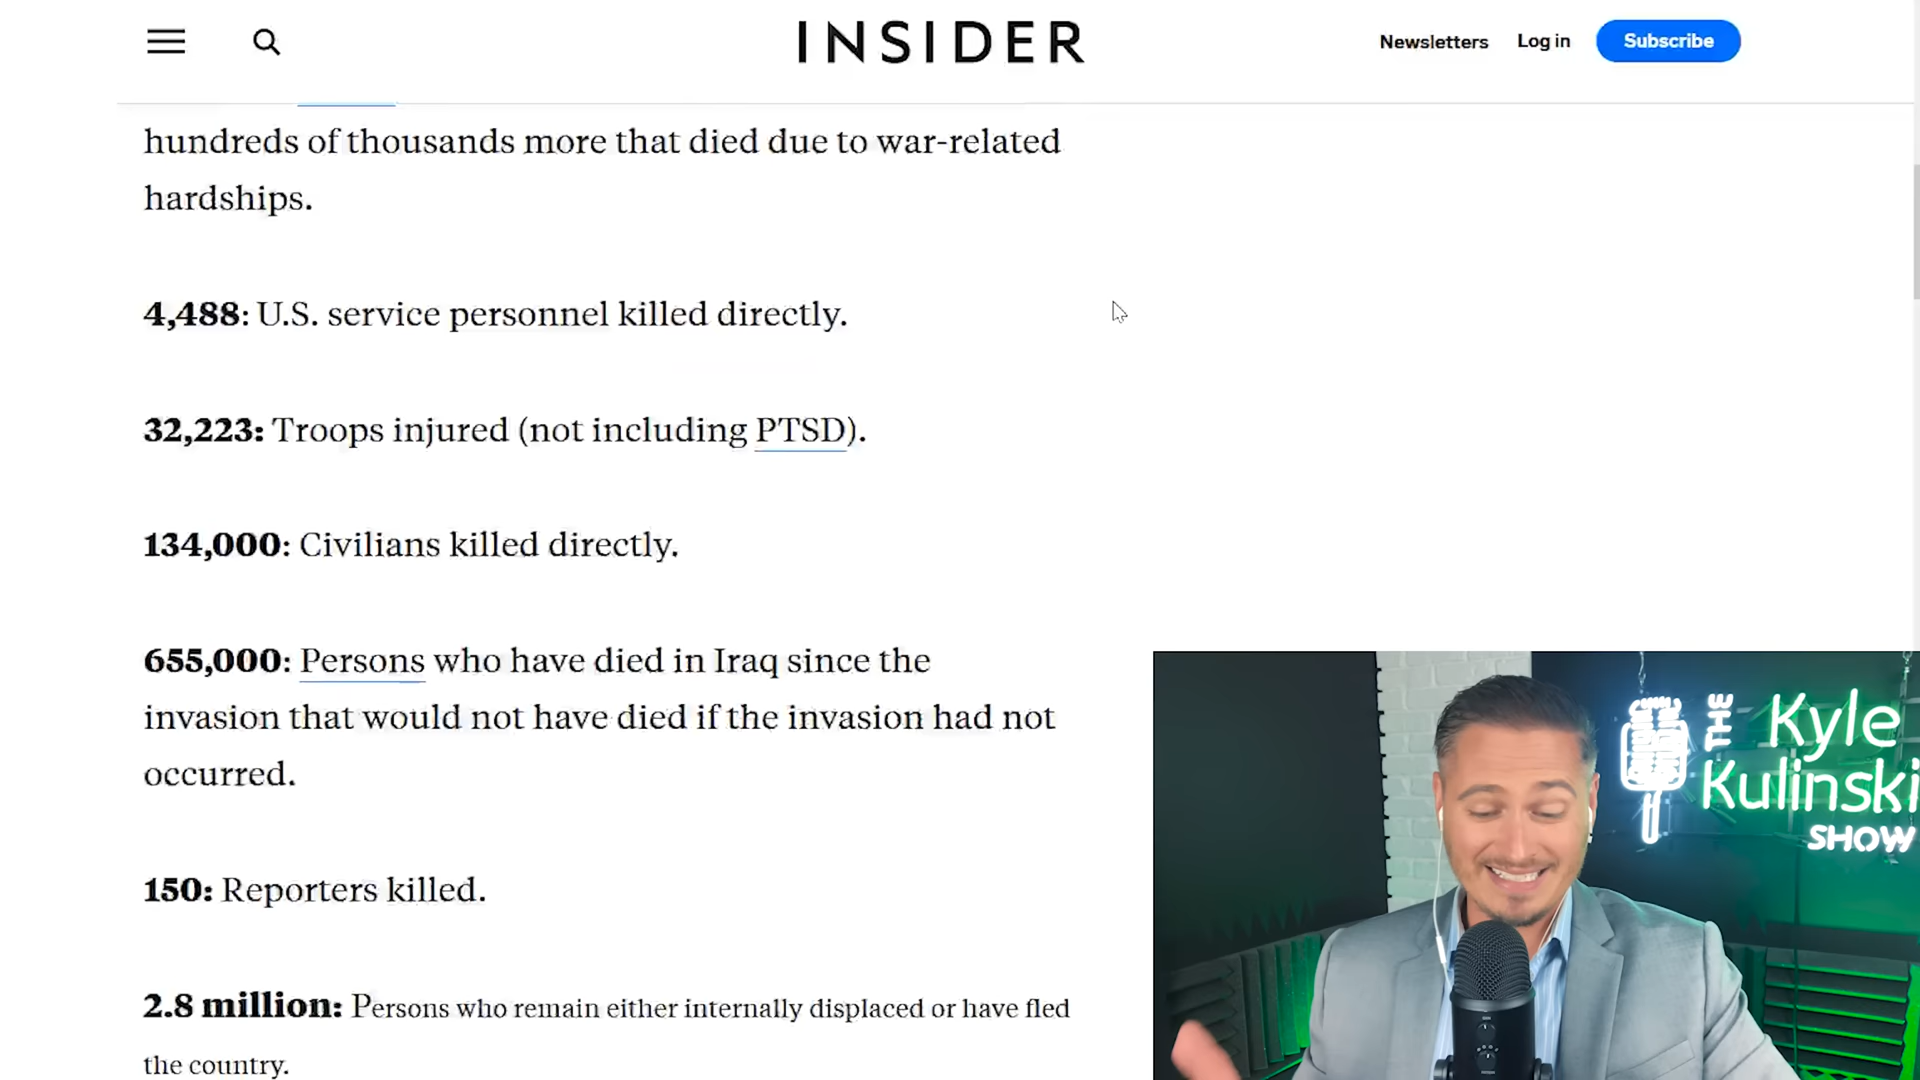 INSIDER
Newsletters
Log in
Subscribe
hundreds of thousands more that died due to war-related
hardships.
4,488: U.S. service personnel killed directly.
32,223: Troops injured (not including PTSD).
134,000: Civilians killed directly.
655,000: Persons who have died in Iraq since the
invasion that would not have died if the invasion had not
occurred.
150: Reporters killed.
2.8 million: Persons who remain either internally displaced or have fled
the country.
THE
Kyle
Kulinski
SHOW